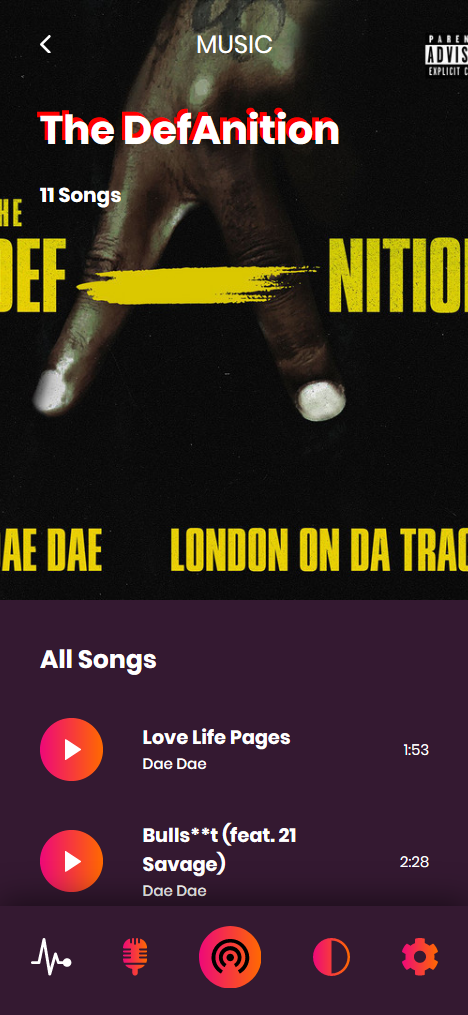 MUSIC
PAREN
ADVIS
EXPLICIT C
The DefAnition
11 Songs
HE
DEF NITIO
AE DAE LONDON ON DA TRAC
All Songs
Love Life Pages
1:53
Dae Dae
Bulls**t (feat. 21
Savage)
2:28
Dae Dae